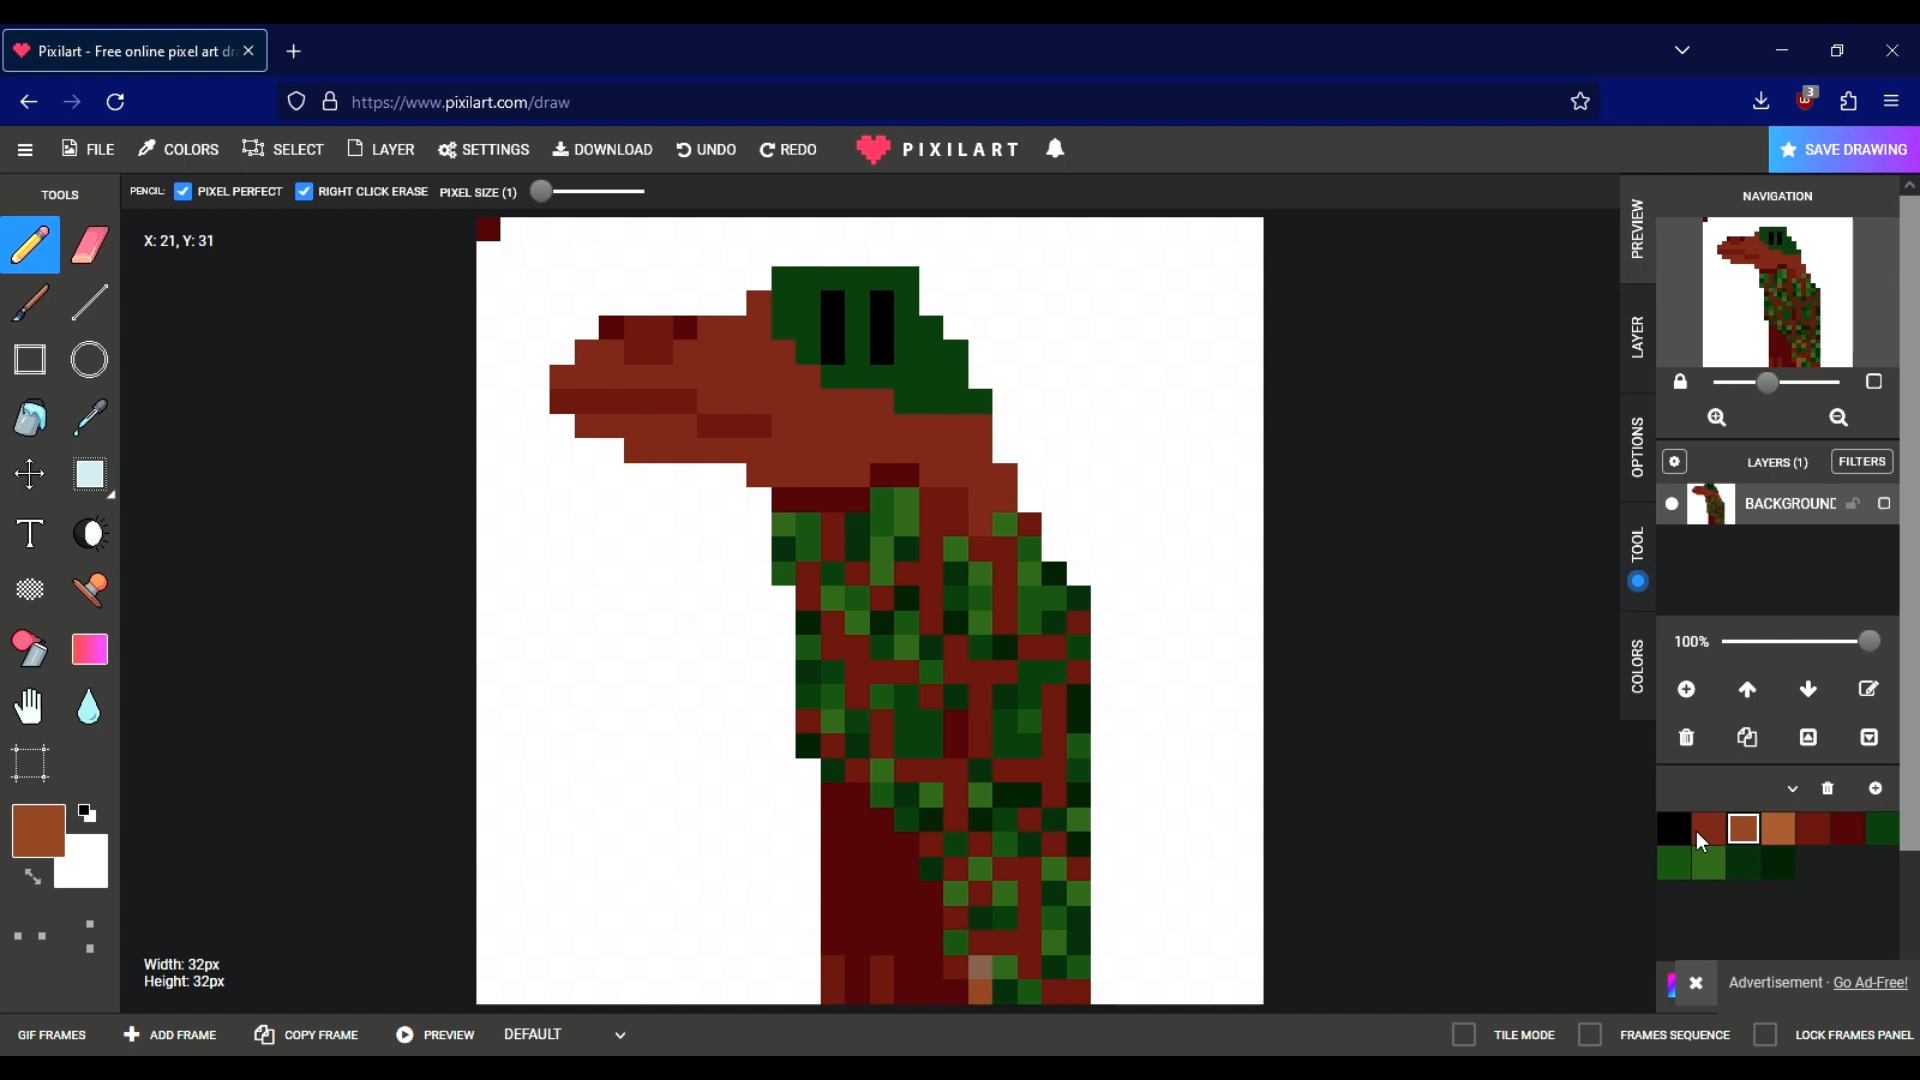 Pixilart - Free online pixel art dr
3
https://www.pixilart.com/draw
FILE COLORS SELECT LAYER SETTINGS DOWNLOAD UNDO REDO PIXILART SAVE DRAWING
TOOLS
PENCIL: PIXEL PERFECT RIGHT CLICK ERASE PIXEL SIZE (1)
NAVIGATION
X: 21, Y: 31
PREVIEW
LAYER
OPTIONS
TOOL
COLORS
LAYERS (1) FILTERS
BACKGROUND
100%
T
Width: 32px
Height: 32px
Advertisement · Go Ad-Free!
GIF FRAMES ADD FRAME COPY FRAME PREVIEW DEFAULT TILE MODE FRAMES SEQUENCE LOCK FRAMES PANEL